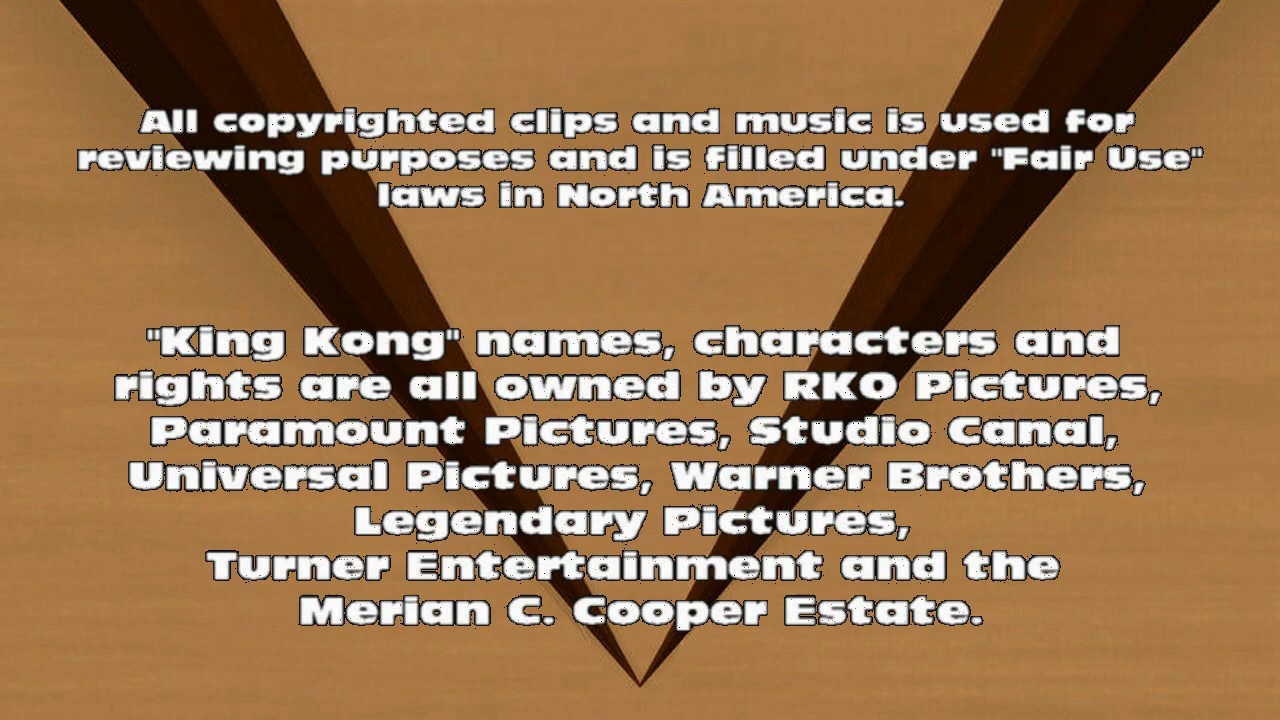 All copyrighted clips and music is used for
reviewing purposes and is filled under "Fair Use"
laws in North America.
"King Kong" names, characters and
rights are all owned by RKO Pictures,
Paramount Pictures, Studio Canal,
Universal Pictures, Warner Brothers,
Legendary Pictures,
Turner Entertainment and the
Merian C. Cooper Estate.